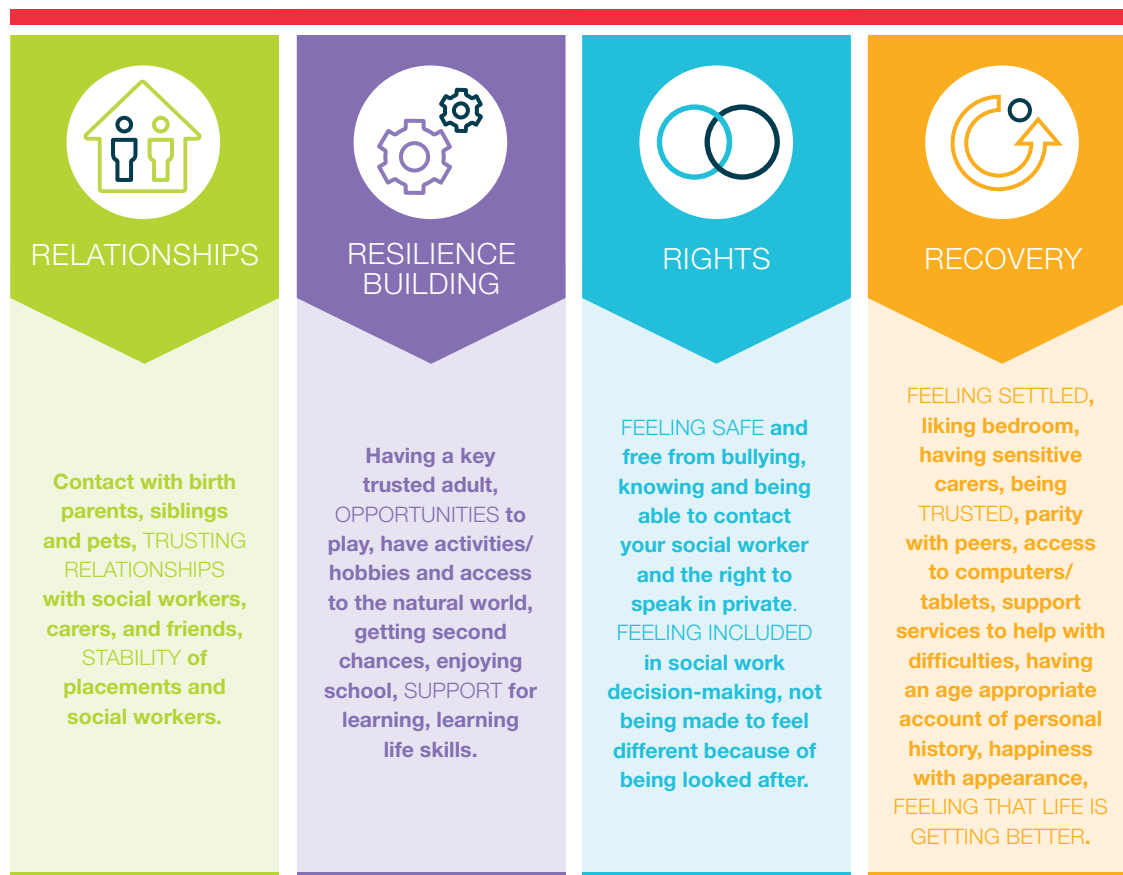 RELATIONSHIPS
Contact with birth
parents, siblings
and pets, TRUSTING
RELATIONSHIPS
with social workers,
carers, and friends,
STABILITY of
placements and
social workers.
RESILIENCE
BUILDING
Having a key
trusted adult,
OPPORTUNITIES to
play, have activities/
hobbies and access
to the natural world,
getting second
chances, enjoying
school, SUPPORT for
learning, learning
life skills.
RIGHTS
FEELING SAFE and
free from bullying,
knowing and being
able to contact
your social worker
and the right to
speak in private.
FEELING INCLUDED
in social work
decision-making, not
being made to feel
different because of
being looked after.
RECOVERY
FEELING SETTLED,
liking bedroom,
having sensitive
carers, being
TRUSTED, parity
with peers, access
to computers/
tablets, support
services to help with
difficulties, having
an age appropriate
account of personal
history, happiness
with appearance,
FEELING THAT LIFE IS
GETTING BETTER.